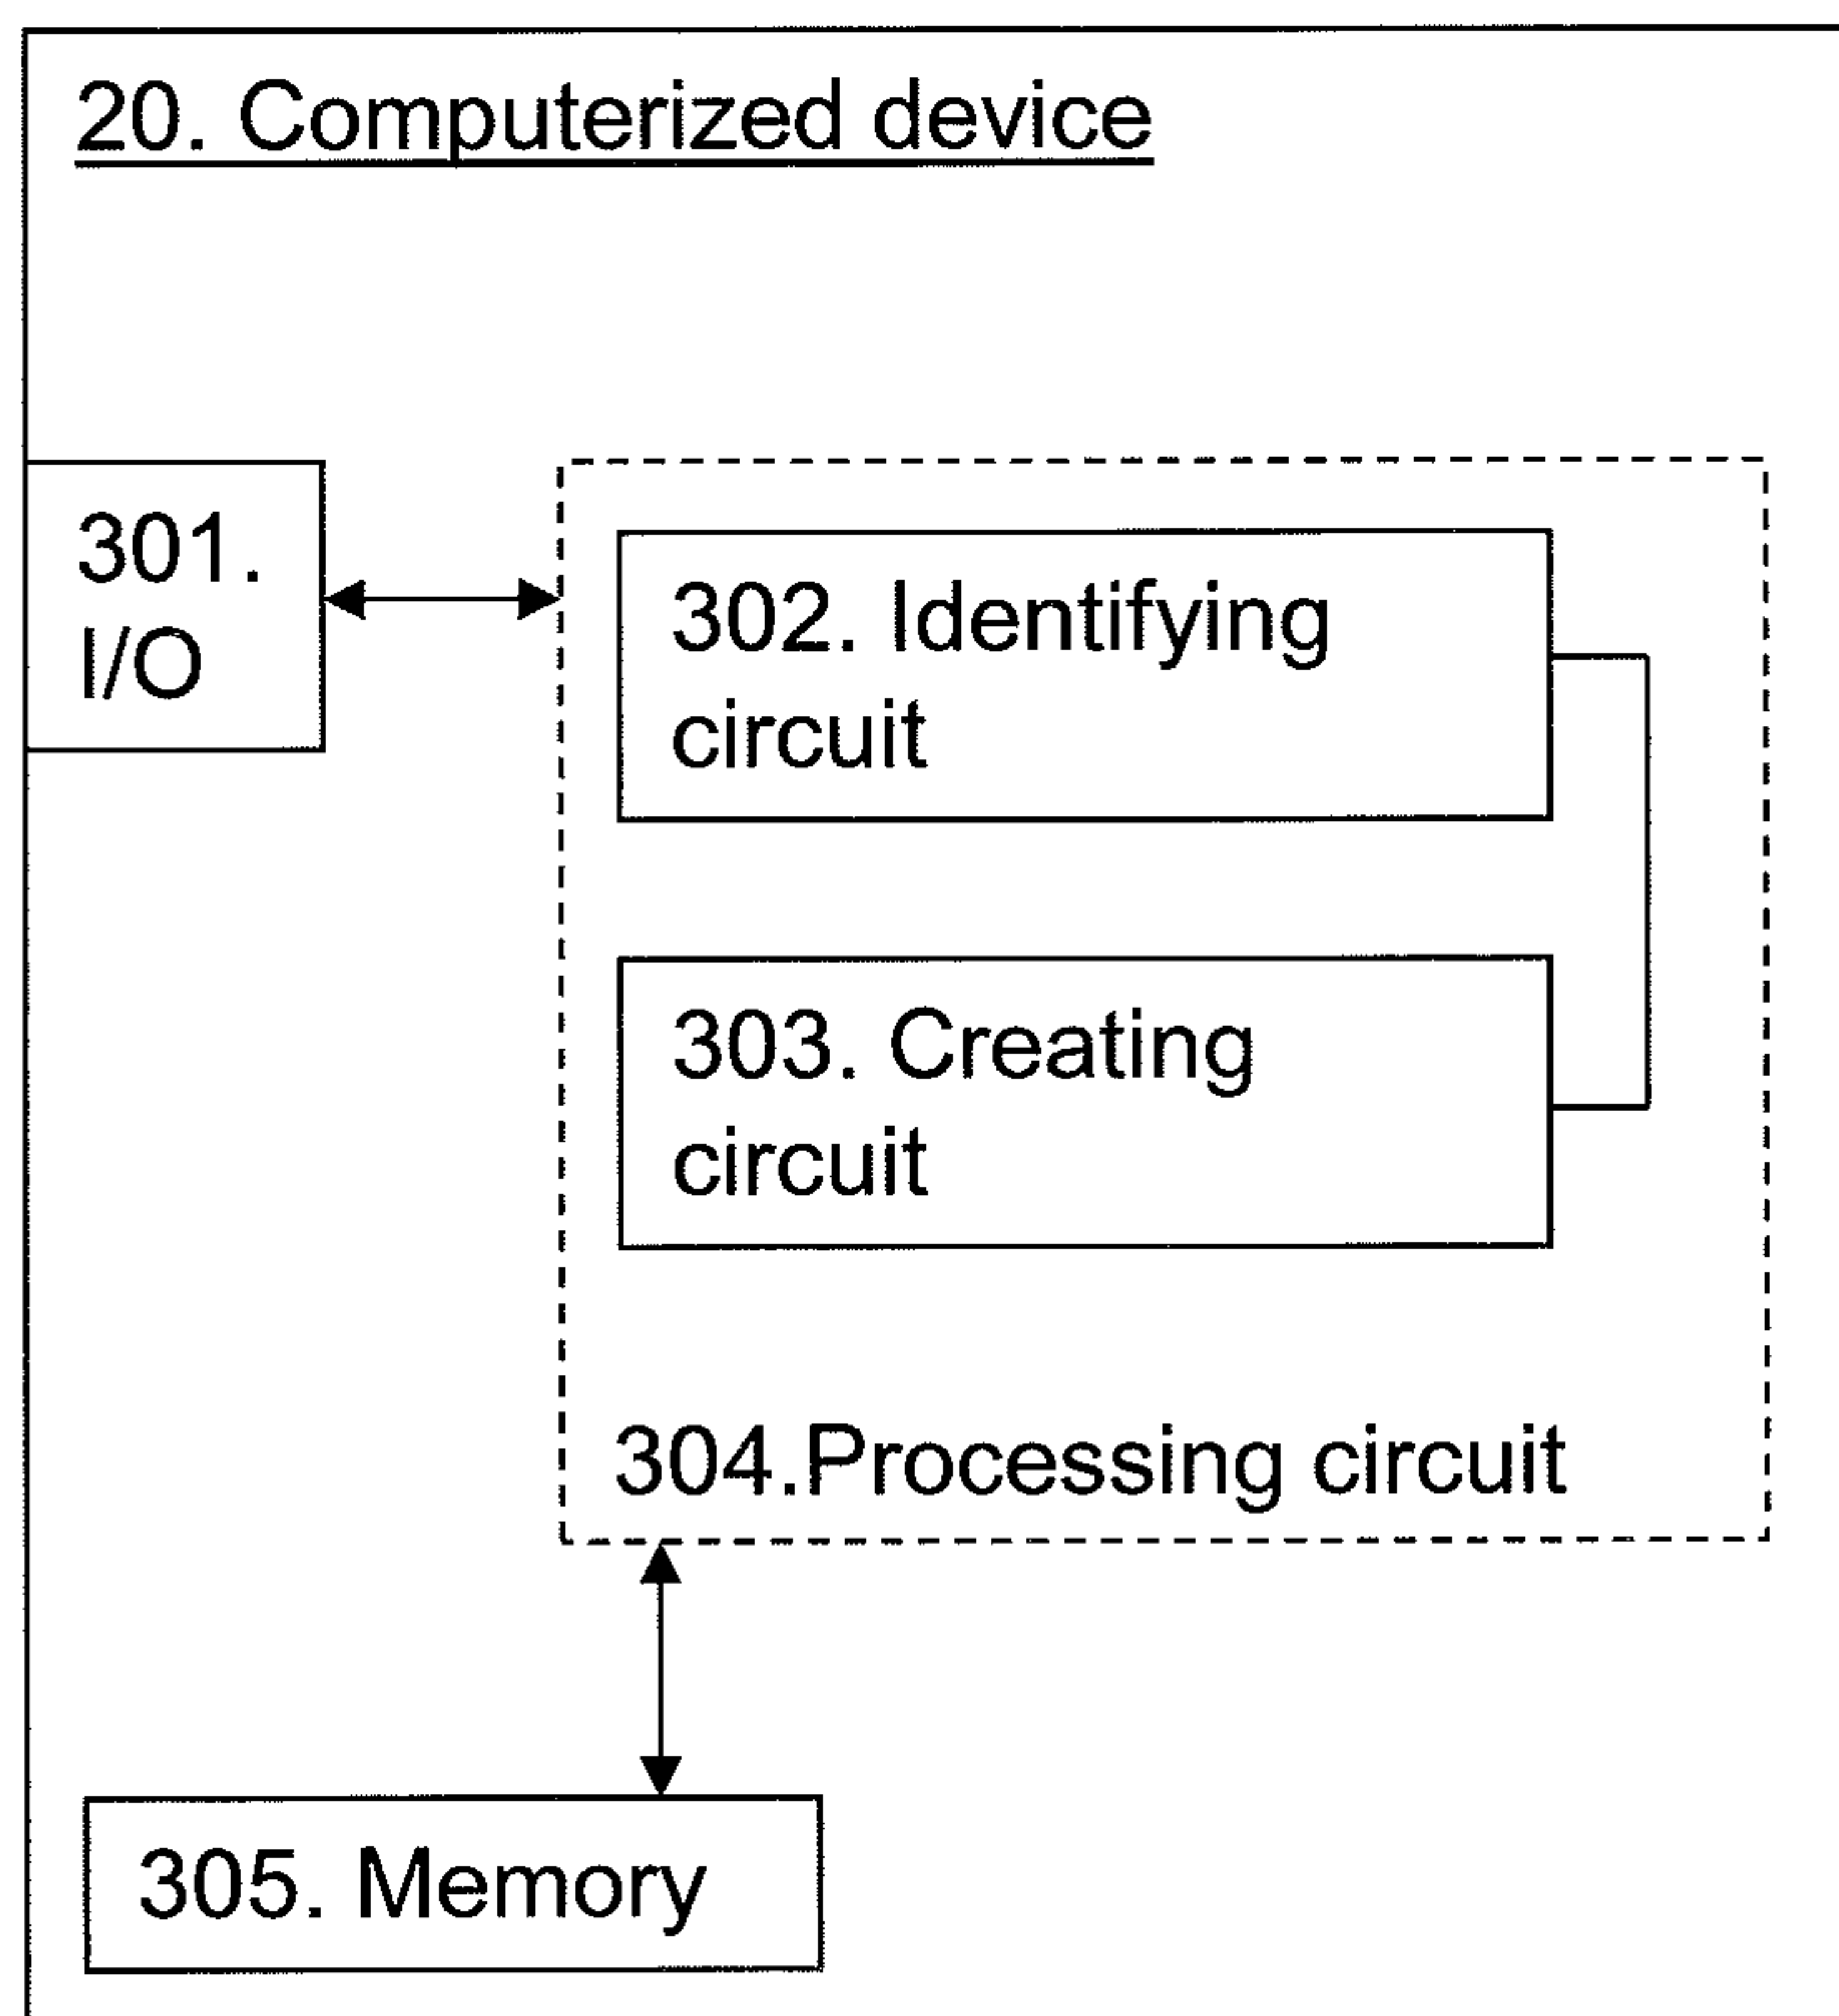 20. Computerized device
301.
I/O
302. Identifying
circuit
303. Creating
circuit
304.Processing circuit
305. Memory